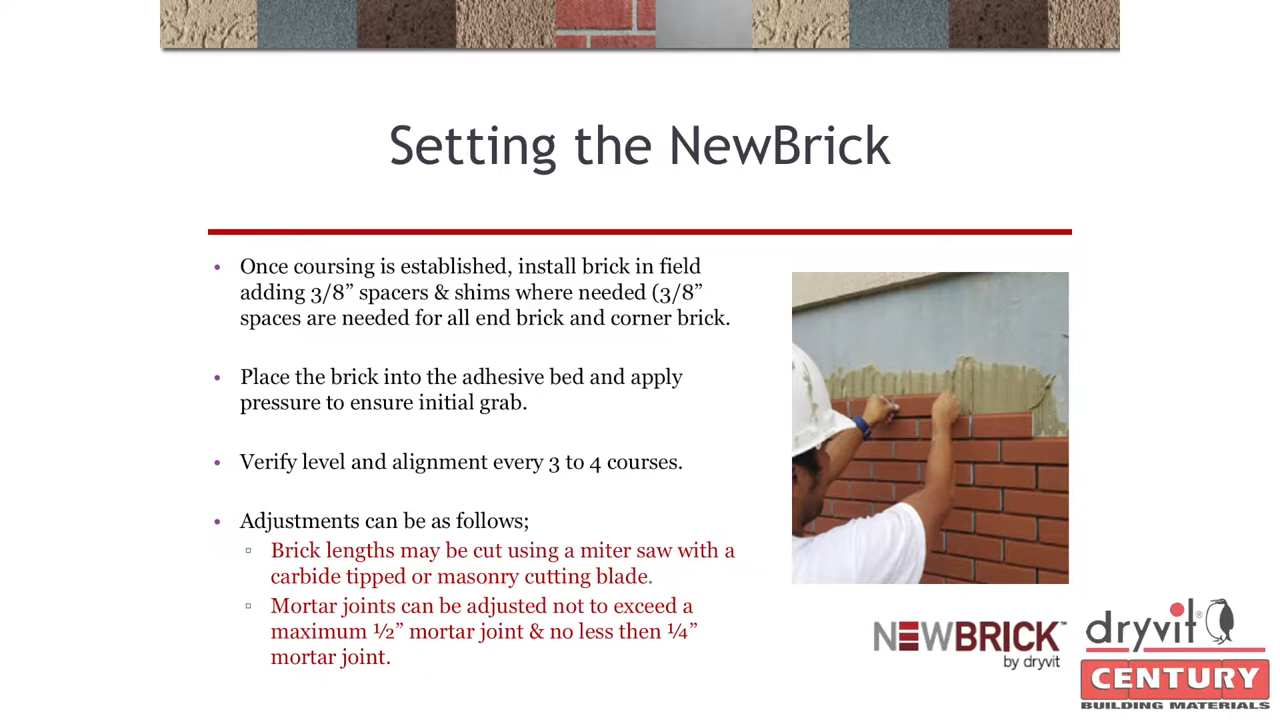 Setting the NewBrick
• Once coursing is established, install brick in field
adding 3/8” spacers & shims where needed (3/8”
spaces are needed for all end brick and corner brick.
• Place the brick into the adhesive bed and apply
pressure to ensure initial grab.
• Verify level and alignment every 3 to 4 courses.
• Adjustments can be as follows;
▫ Brick lengths may be cut using a miter saw with a
carbide tipped or masonry cutting blade.
▫ Mortar joints can be adjusted not to exceed a
maximum ½” mortar joint & no less then ¼”
mortar joint.
NEWBRICK™
by dryvit
dryvit®
CENTURY
BUILDING MATERIALS